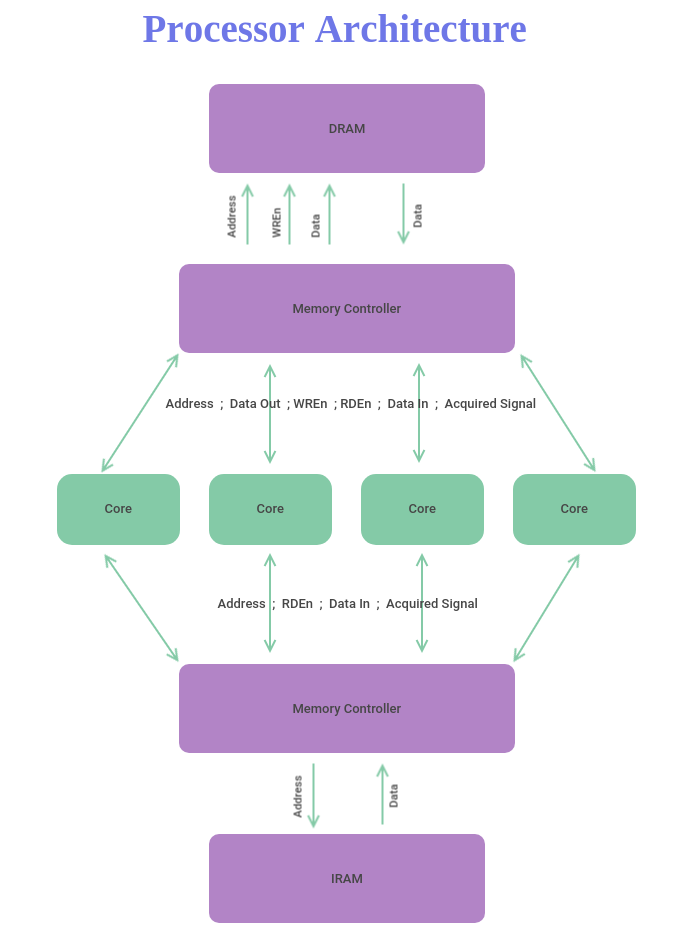 Processor Architecture
DRAM
Address
WREn
Data
Data
Memory Controller
Address ; Data Out ; WREn ; RDEn ; Data In ; Acquired Signal
Core
Core
Core
Core
Address ; RDEn ; Data In ; Acquired Signal
Memory Controller
Address
Data
IRAM